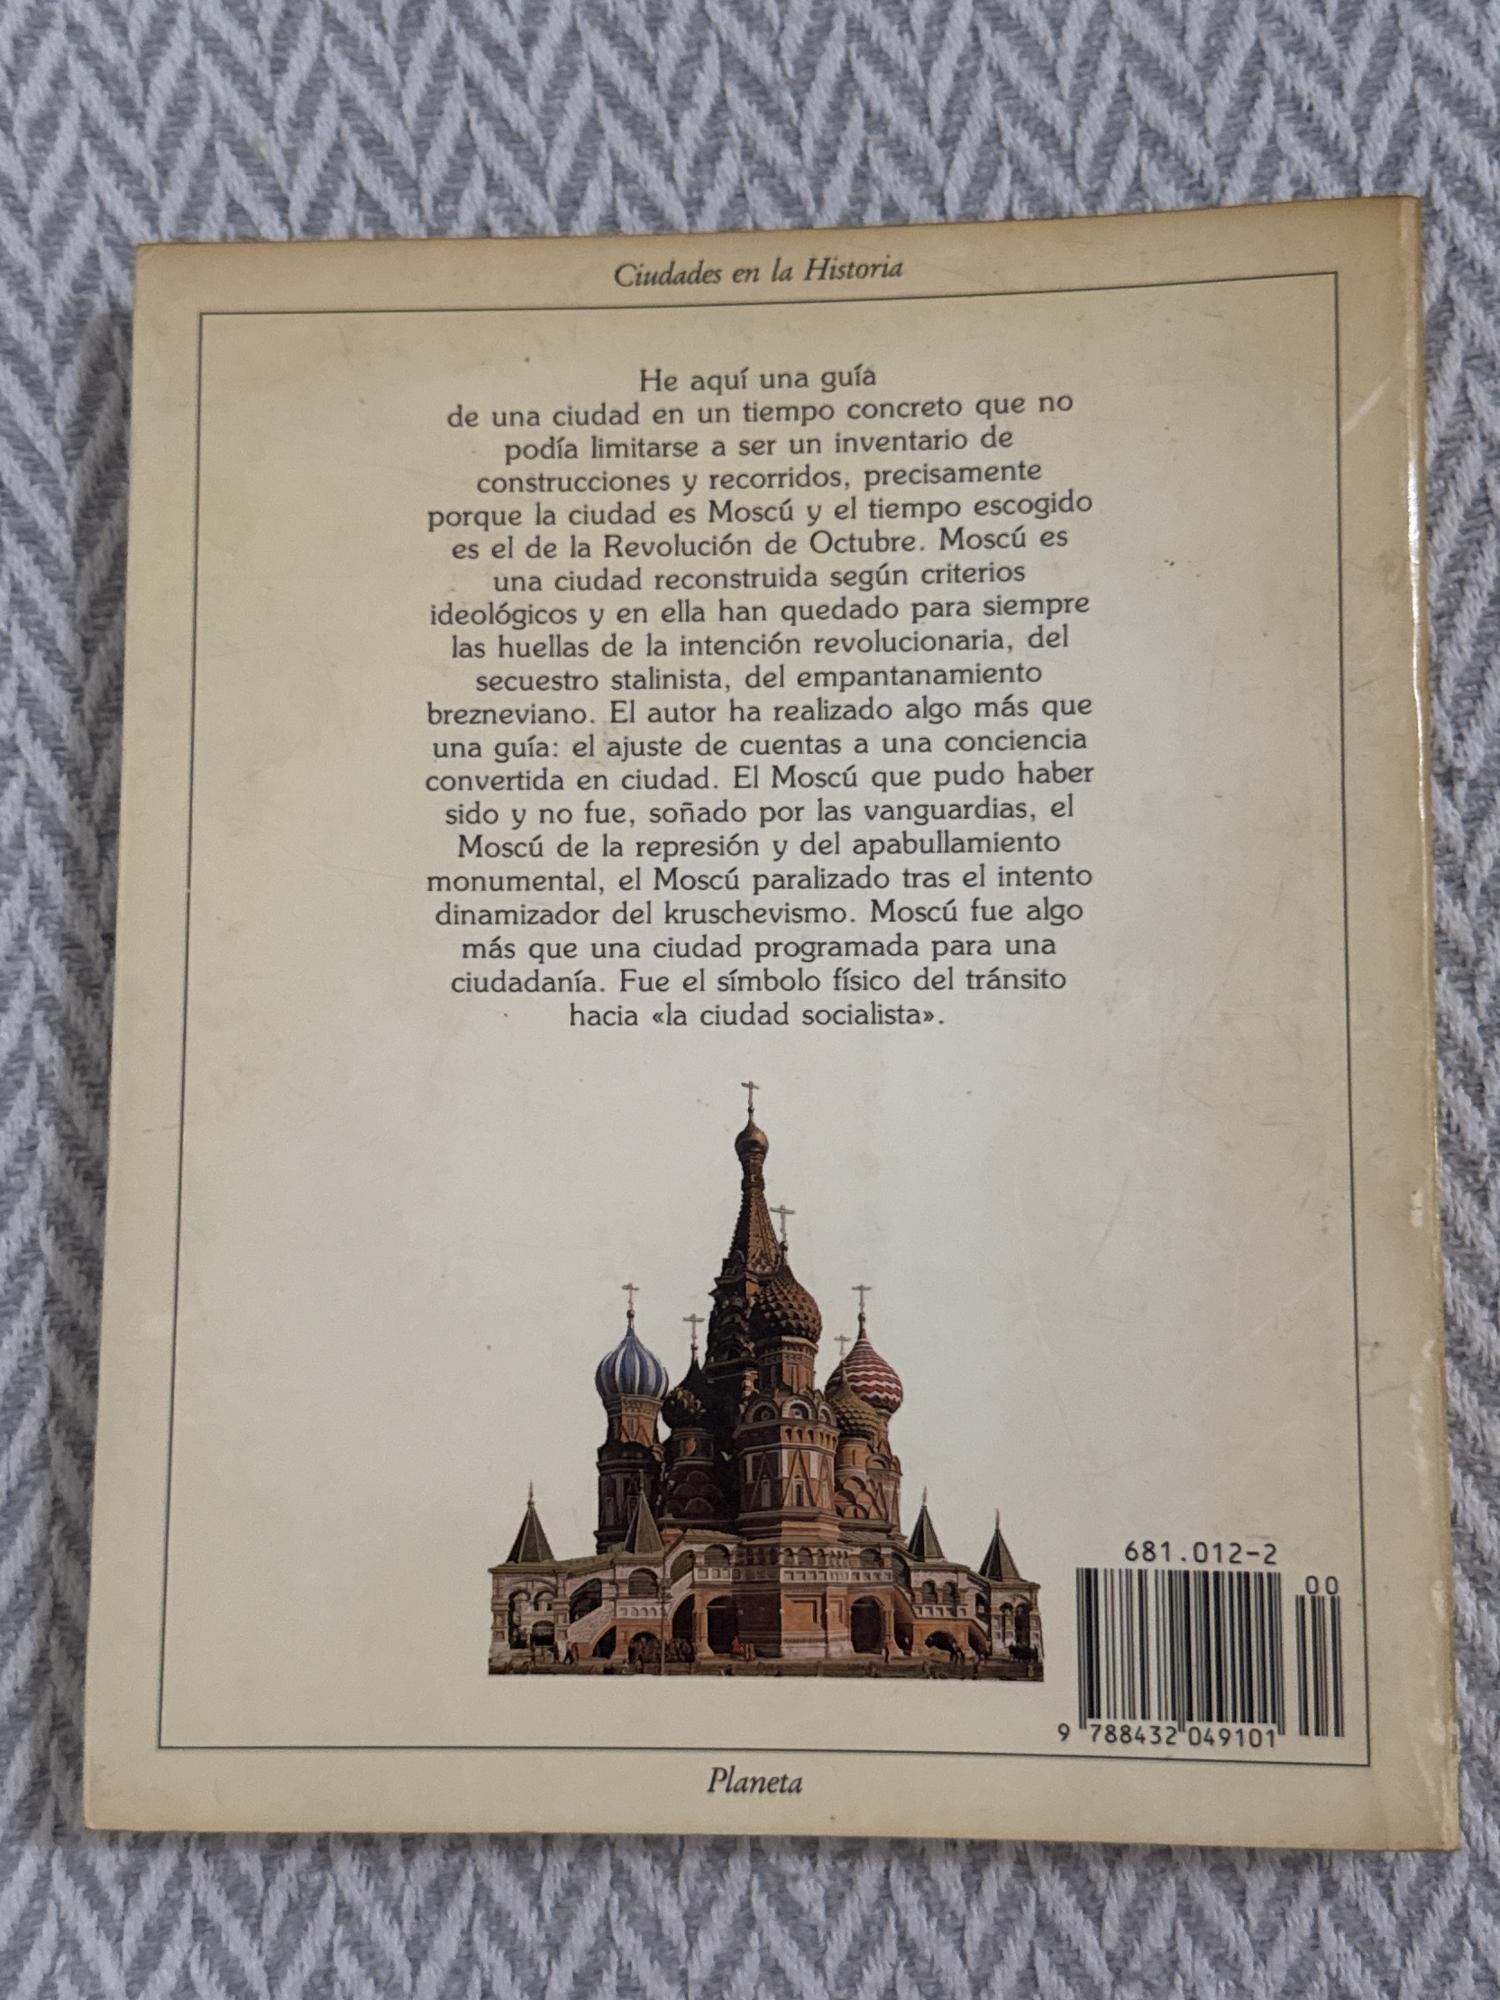 Ciudades en la Historia
He aquí una guía
de una ciudad en un tiempo concreto que no
podía limitarse a ser un inventario de
construcciones y recorridos, precisamente
porque la ciudad es Moscú y el tiempo escogido
es el de la Revolución de Octubre. Moscú es
una ciudad reconstruida según criterios
ideológicos y en ella han quedado para siempre
las huellas de la intención revolucionaria, del
secuestro stalinista, del empantanamiento
brezneviano. El autor ha realizado algo más que
una guía: el ajuste de cuentas a una conciencia
convertida en ciudad. El Moscú que pudo haber
sido y no fue, soñado por las vanguardias, el
Moscú de la represión y del apabullamiento
monumental, el Moscú paralizado tras el intento
dinamizador del kruschevismo. Moscú fue algo
más que una ciudad programada para una
ciudadanía. Fue el símbolo físico del tránsito
hacia «la ciudad socialista».
681.012-2
00
9 788432 049101
Planeta